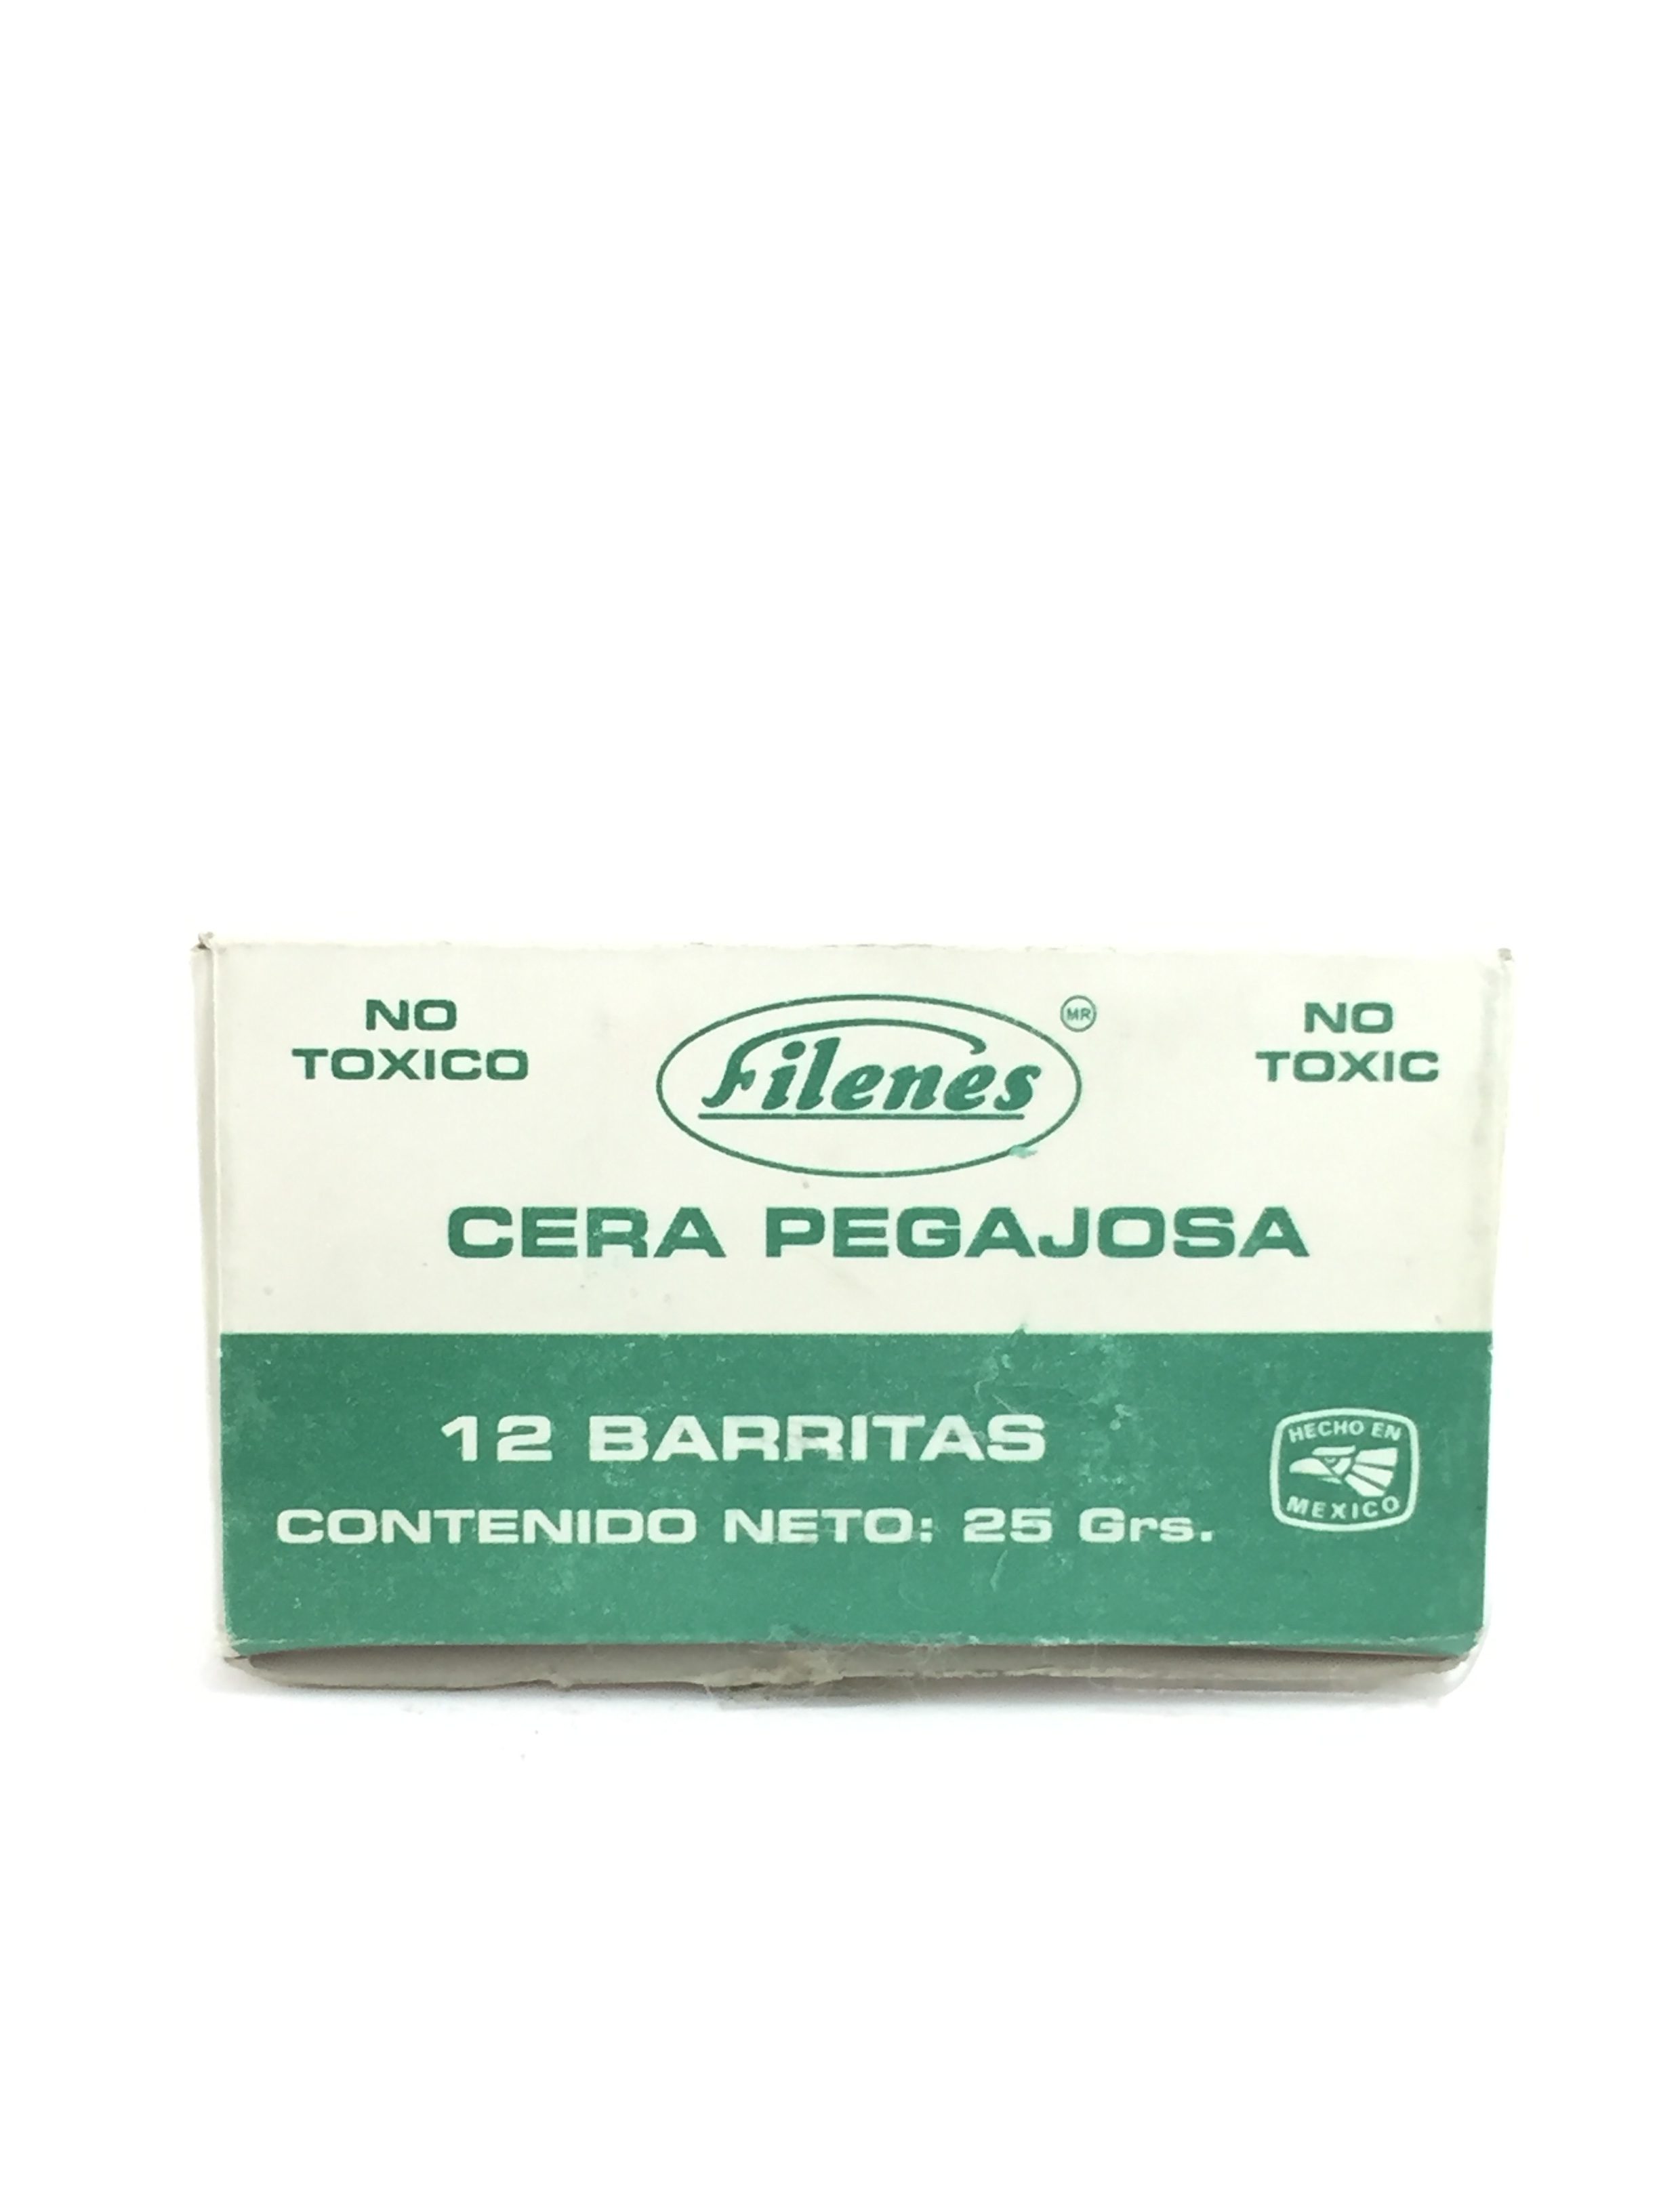 NO
TOXICO
Filenes
MR
NO
TOXIC
CERA PEGAJOSA
12 BARRITAS
CONTENIDO NETO: 25 Grs.
HECHO EN
MEXICO